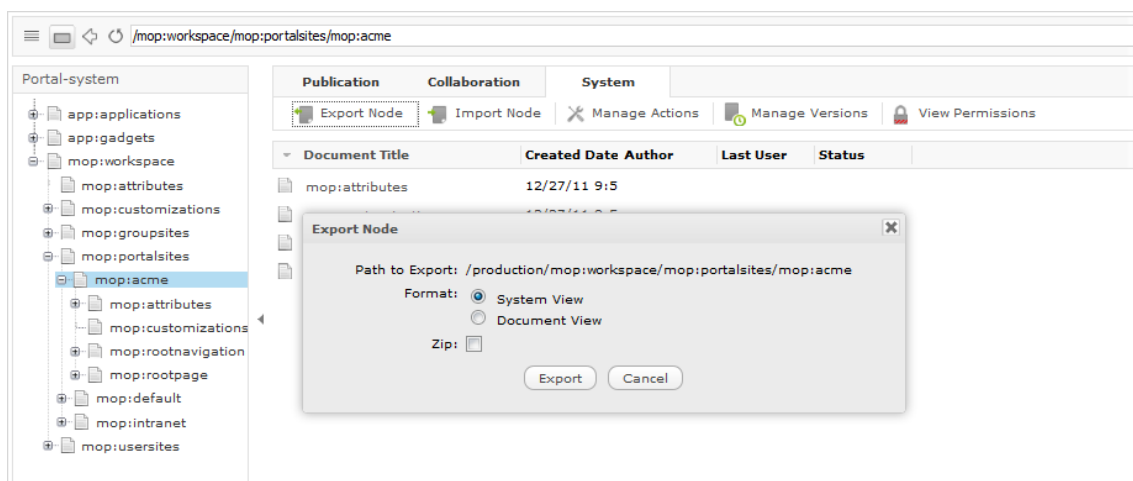 /mop:workspace/mop:portalsites/mop:acme
Portal-system
app:applications
app:gadgets
mop:workspace
mop:attributes
mop:customizations
mop:groupsites
mop:portalsites
mop:acme
mop:attributes
mop:customizations
mop:rootnavigation
mop:rootpage
mop:default
mop:intranet
mop:usersites
Publication Collaboration System
Export Node Import Node Manage Actions Manage Versions View Permissions
Document Title Created Date Author Last User Status
mop:attributes 12/27/11 9:5
Export Node
Path to Export: /production/mop:workspace/mop:portalsites/mop:acme
Format: System View
Document View
Zip:
Export Cancel